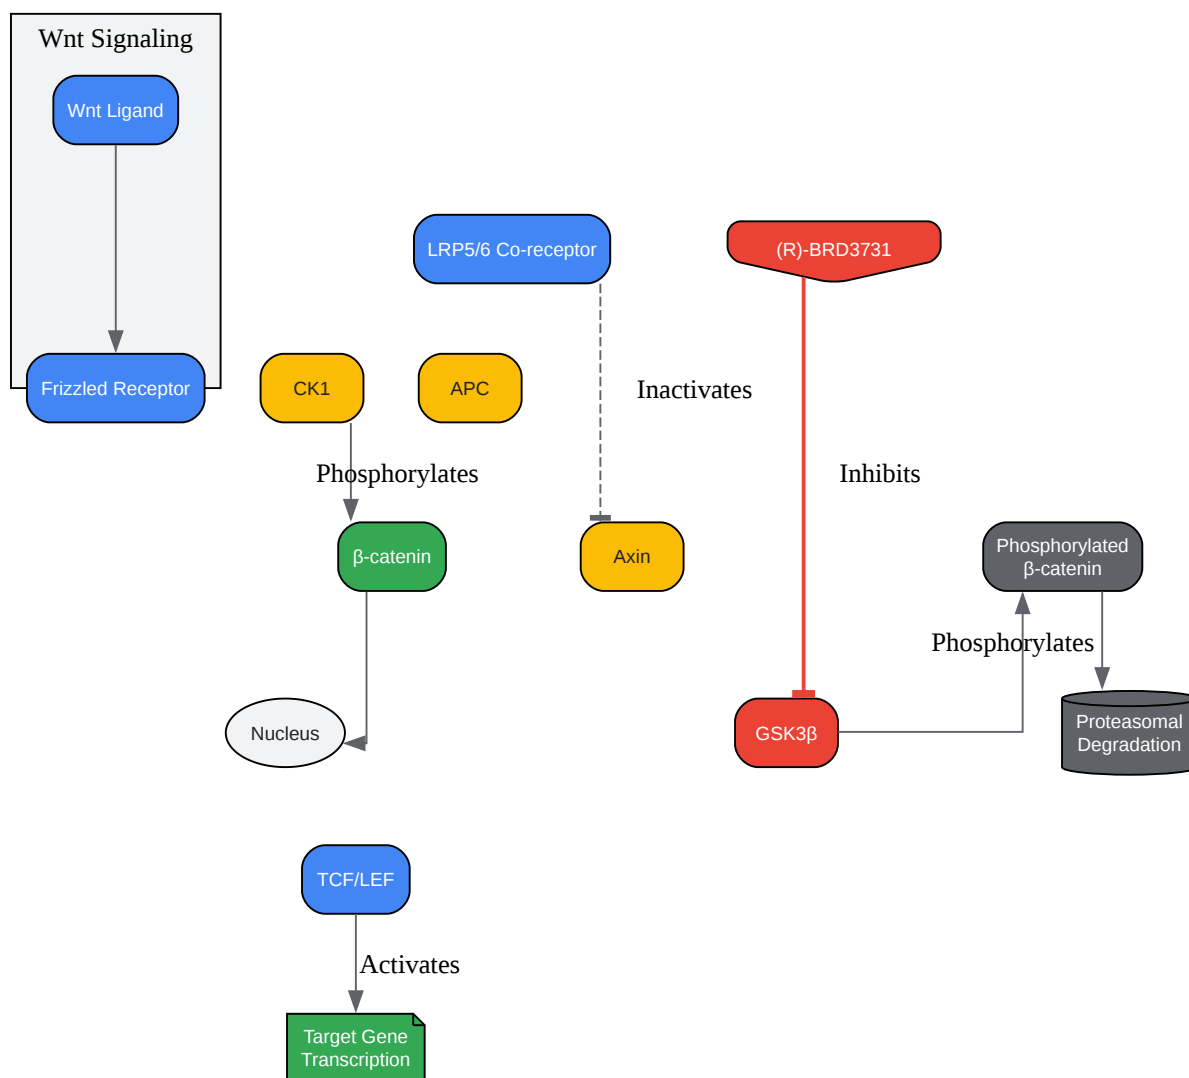 Wnt Signaling
Wnt Ligand
LRP5/6 Co-receptor
(R)-BRD3731
Frizzled Receptor
CK1
APC
Inactivates
Phosphorylates
Inhibits
β-catenin
Axin
Phosphorylated
β-catenin
Phosphorylates
Nucleus
GSK3β
Proteasomal
Degradation
TCF/LEF
Activates
Target Gene
Transcription